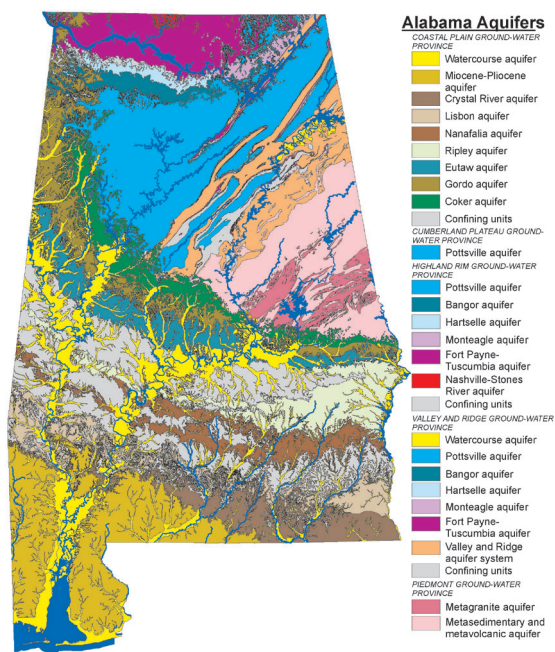 Alabama Aquifers
COASTAL PLAIN GROUND-WATER
PROVINCE
Watercourse aquifer
Miocene-Pliocene
aquifer
Crystal River aquifer
Lisbon aquifer
Nanafalia aquifer
Ripley aquifer
Eutaw aquifer
Gordo aquifer
Coker aquifer
Confining units
CUMBERLAND PLATEAU GROUND-
WATER PROVINCE
Pottsville aquifer
HIGHLAND RIM GROUND-WATER
PROVINCE
Pottsville aquifer
Bangor aquifer
Hartselle aquifer
Monteagle aquifer
Fort Payne-
Tuscumbia aquifer
Nashville-Stones
River aquifer
Confining units
VALLEY AND RIDGE GROUND-WATER
PROVINCE
Watercourse aquifer
Pottsville aquifer
Bangor aquifer
Hartselle aquifer
Monteagle aquifer
Fort Payne-
Tuscumbia aquifer
Valley and Ridge
aquifer system
Confining units
PIEDMONT GROUND-WATER
PROVINCE
Metagranite aquifer
Metasedimentary and
metavolcanic aquifer